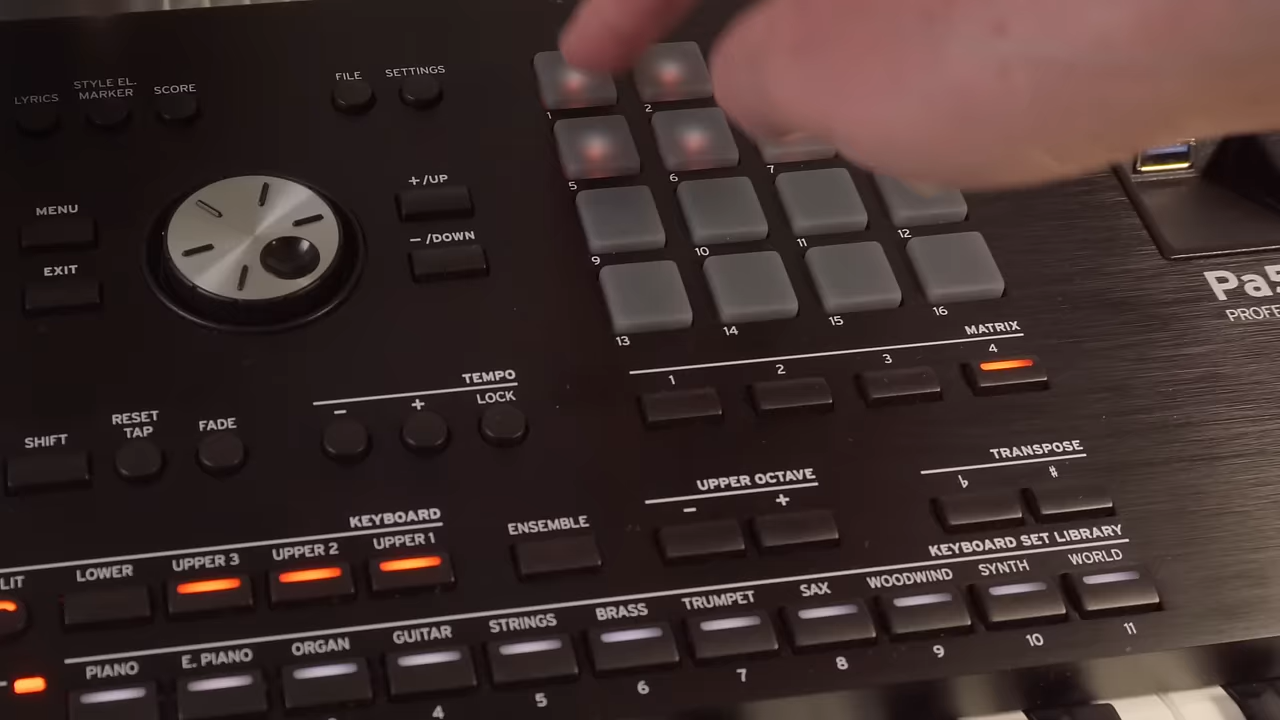 LYRICS
STYLE EL.
MARKER
SCORE
FILE
SETTINGS
1
2
5
6
7
MENU
+/UP
9
10
11
12
EXIT
−/DOWN
13
14
15
16
Pa
PROFE
MATRIX
1
2
3
4
TEMPO
−
+
LOCK
SHIFT
RESET
TAP
FADE
TRANSPOSE
♭
♯
UPPER OCTAVE
−
+
KEYBOARD
LIT
LOWER
UPPER 3
UPPER 2
UPPER 1
ENSEMBLE
KEYBOARD SET LIBRARY
PIANO
E. PIANO
ORGAN
GUITAR
STRINGS
BRASS
TRUMPET
SAX
WOODWIND
SYNTH
WORLD
4
5
6
7
8
9
10
11